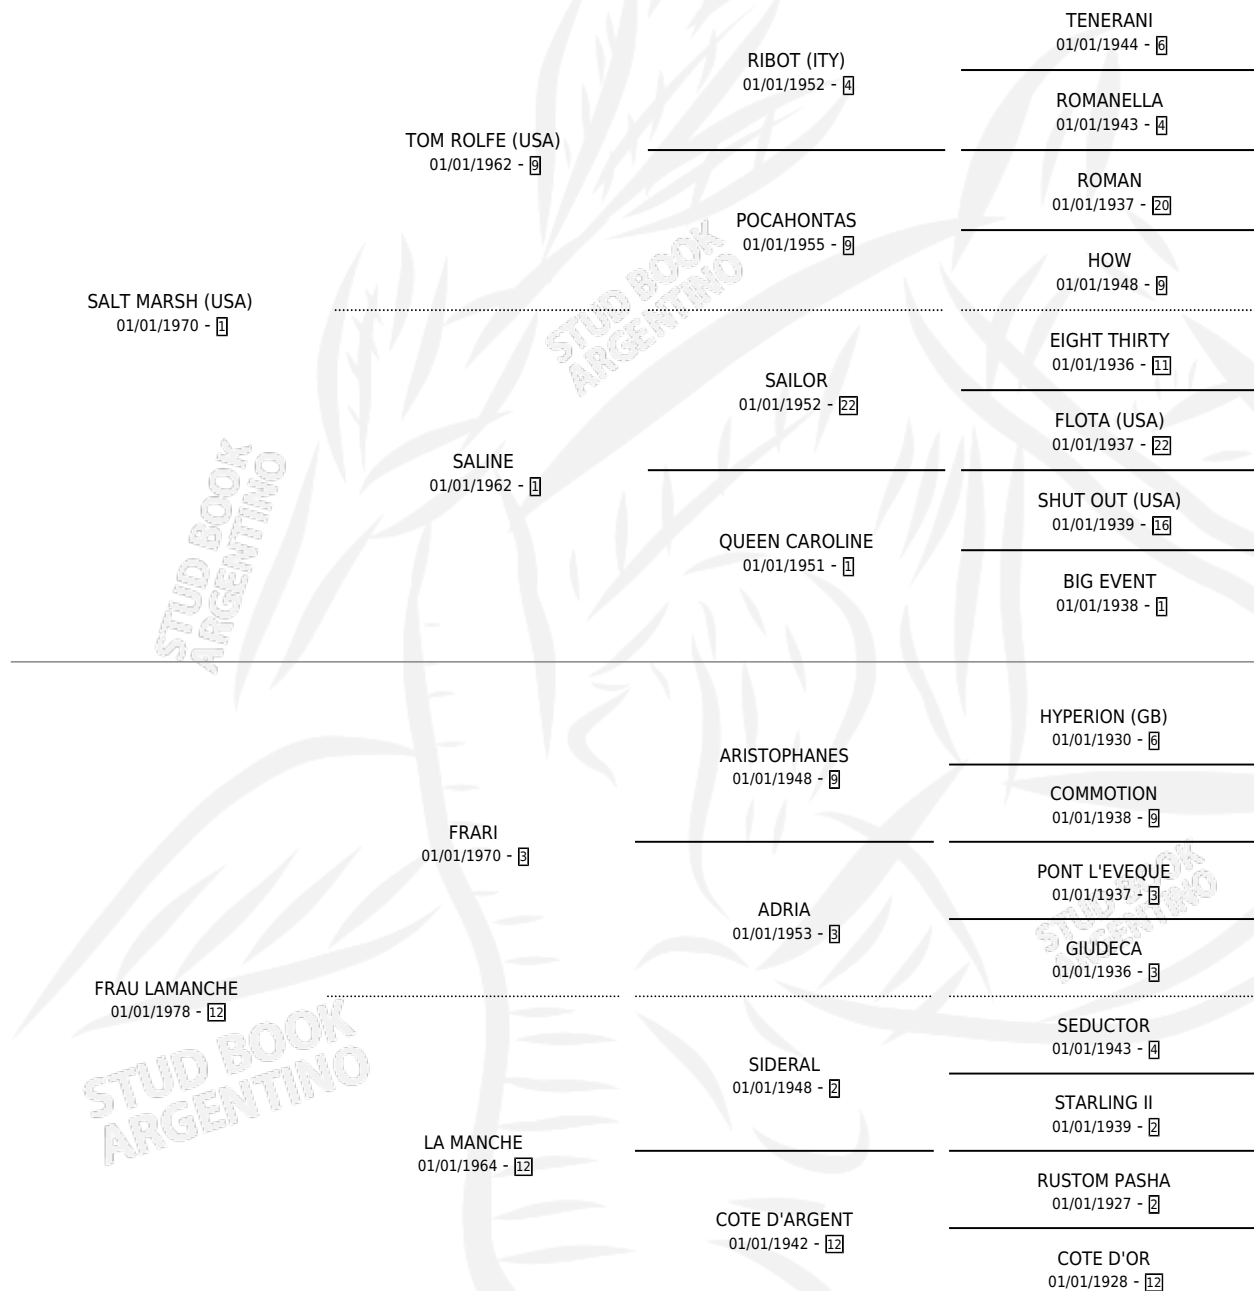 TENERANI
01/01/1944 - 6
RIBOT (ITY)
01/01/1952 - 4
ROMANELLA
01/01/1943 - 4
TOM ROLFE (USA)
01/01/1962 - 9
ROMAN
01/01/1937 - 20
POCAHONTAS
01/01/1955 - 9
HOW
01/01/1948 - 9
SALT MARSH (USA)
01/01/1970 - 1
EIGHT THIRTY
01/01/1936 - 11
SAILOR
01/01/1952 - 22
FLOTA (USA)
01/01/1937 - 22
SALINE
01/01/1962 - 1
SHUT OUT (USA)
01/01/1939 - 16
QUEEN CAROLINE
01/01/1951 - 1
BIG EVENT
01/01/1938 - 1
HYPERION (GB)
01/01/1930 - 6
ARISTOPHANES
01/01/1948 - 9
COMMOTION
01/01/1938 - 9
FRARI
01/01/1970 - 3
PONT L'EVEQUE
01/01/1937 - 3
ADRIA
01/01/1953 - 3
GIUDECA
01/01/1936 - 3
FRAU LAMANCHE
01/01/1978 - 12
SEDUCTOR
01/01/1943 - 4
SIDERAL
01/01/1948 - 2
STARLING II
01/01/1939 - 2
LA MANCHE
01/01/1964 - 12
RUSTOM PASHA
01/01/1927 - 2
COTE D'ARGENT
01/01/1942 - 12
COTE D'OR
01/01/1928 - 12
STUD BOOK
ARGENTINO
STUD BOOK
ARGENTINO
STUD BOOK
ARGENTINO
STUD BOOK
ARGENTINO